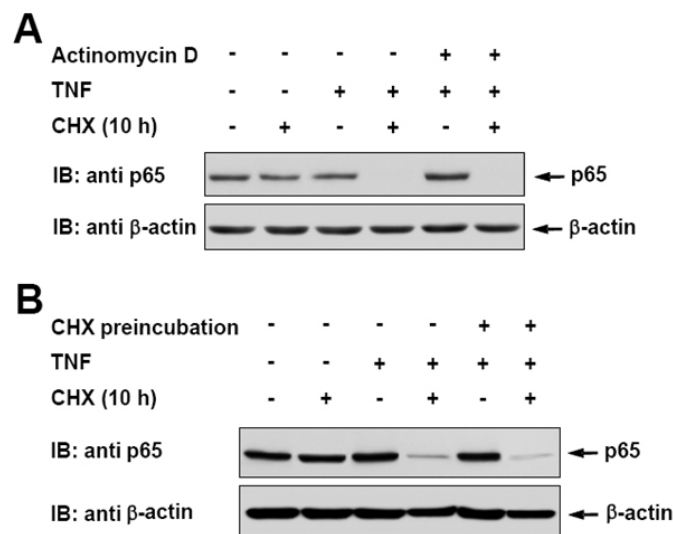 A
Actinomycin D - - - - + +
TNF - - + + + +
CHX (10 h) - + - + - +
IB: anti p65 p65
IB: anti β-actin β-actin
B
CHX preincubation - - - - + +
TNF - - + + + +
CHX (10 h) - + - + - +
IB: anti p65 p65
IB: anti β-actin β-actin